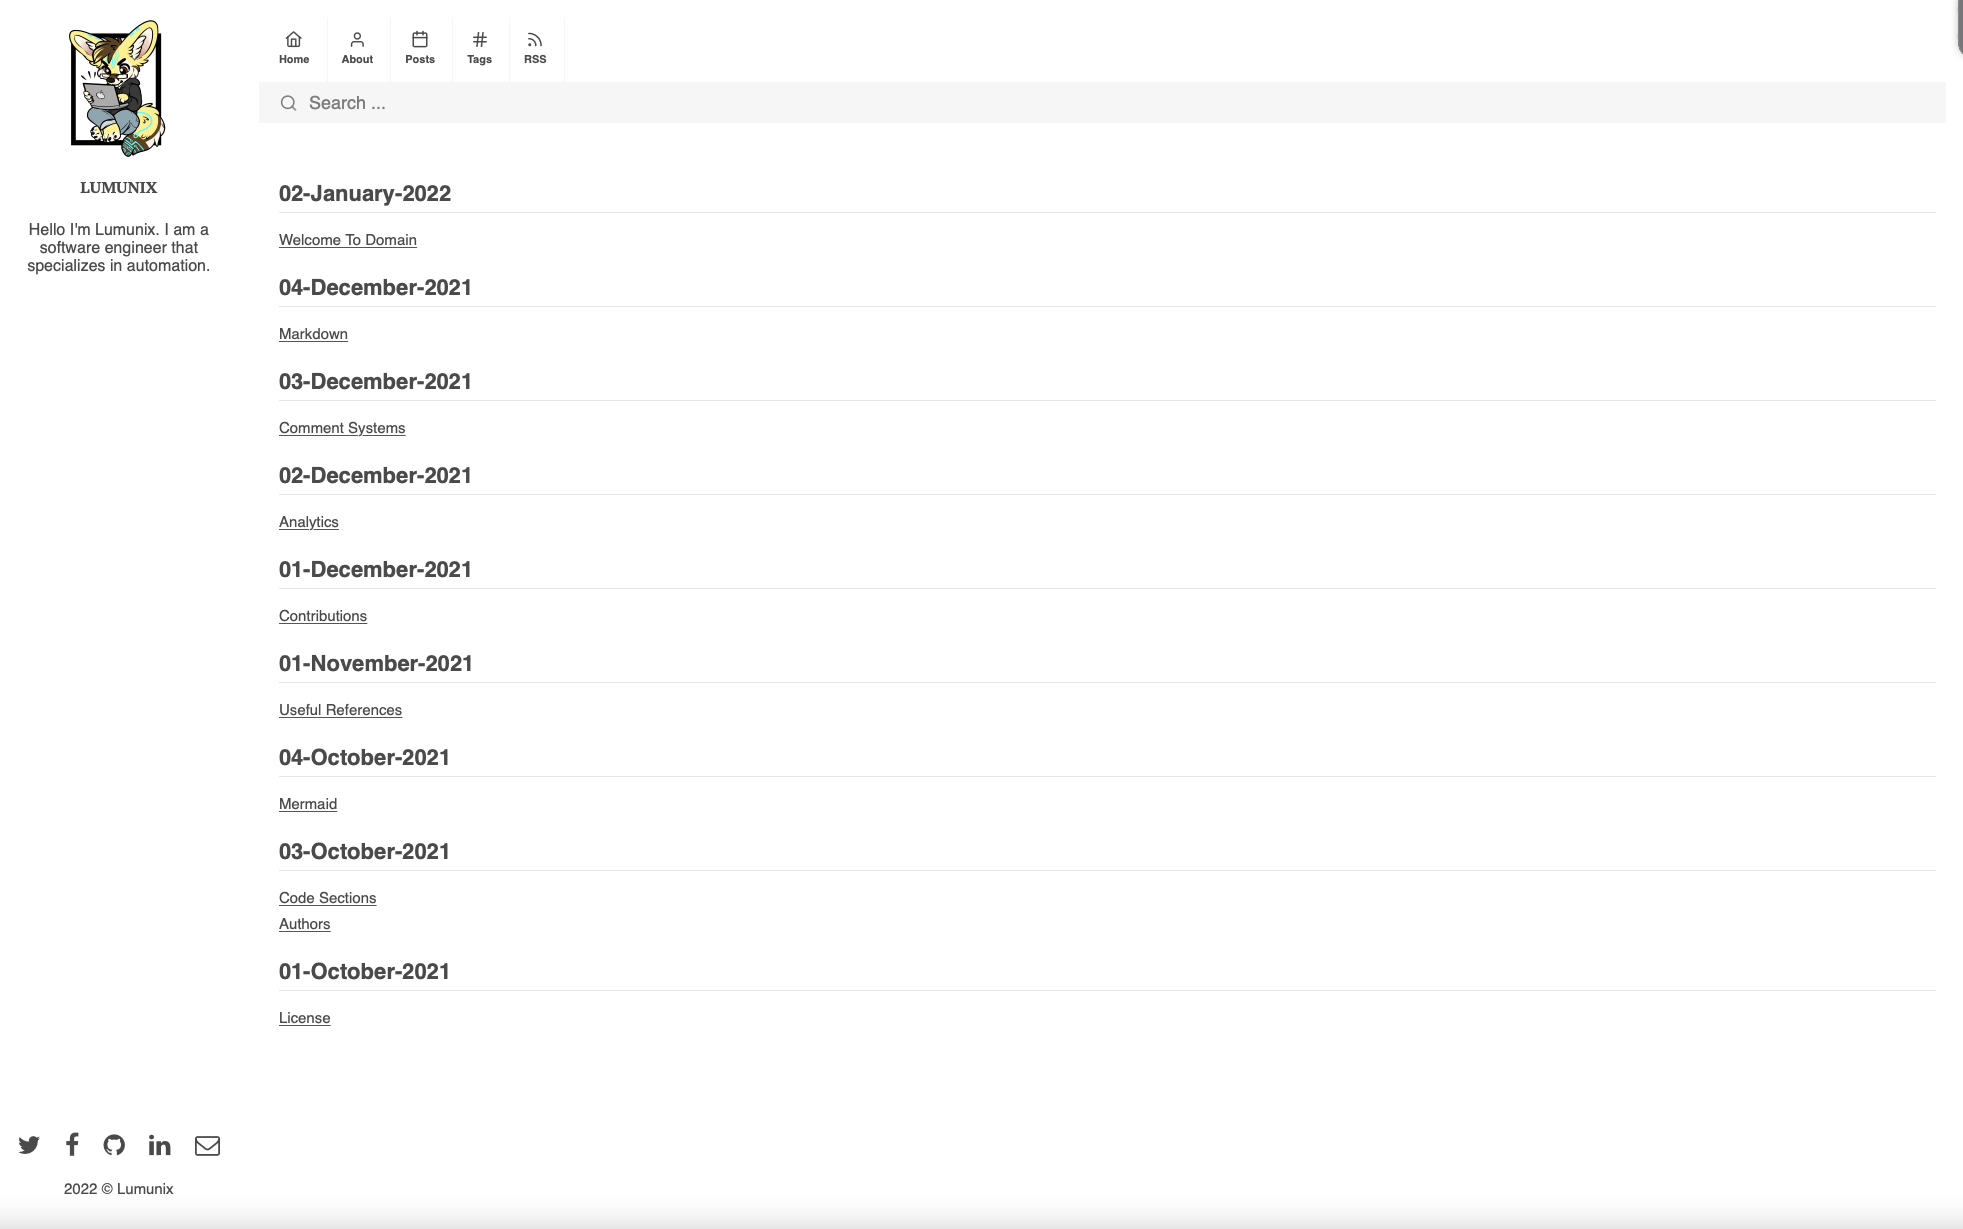 LUMUNIX
Hello I'm Lumunix. I am a
software engineer that
specializes in automation.
Home About Posts Tags RSS
Search ...
02-January-2022
Welcome To Domain
04-December-2021
Markdown
03-December-2021
Comment Systems
02-December-2021
Analytics
01-December-2021
Contributions
01-November-2021
Useful References
04-October-2021
Mermaid
03-October-2021
Code Sections
Authors
01-October-2021
License
2022 © Lumunix